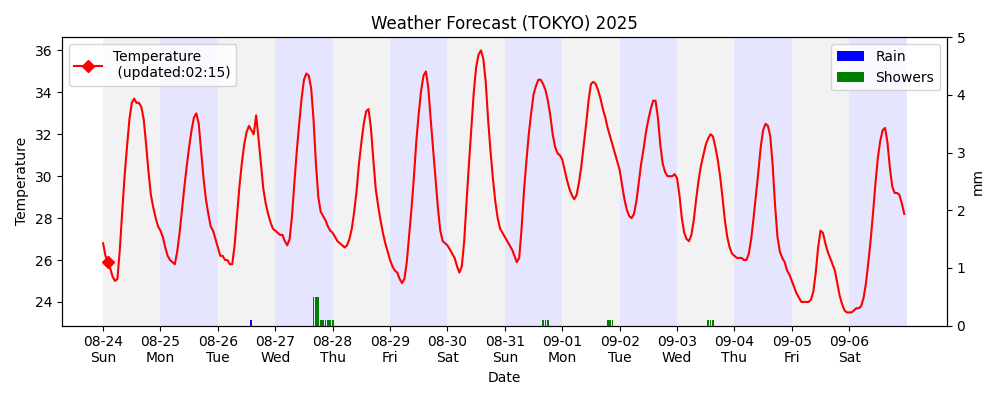 Weather Forecast (TOKYO) 2025
Temperature
(updated:02:15)
Rain
Showers
Temperature
36
34
32
30
28
26
24
5
4
3
2
1
0
mm
08-24 08-25 08-26 08-27 08-28 08-29 08-30 08-31 09-01 09-02 09-03 09-04 09-05 09-06
Sun Mon Tue Wed Thu Fri Sat Sun Mon Tue Wed Thu Fri Sat
Date